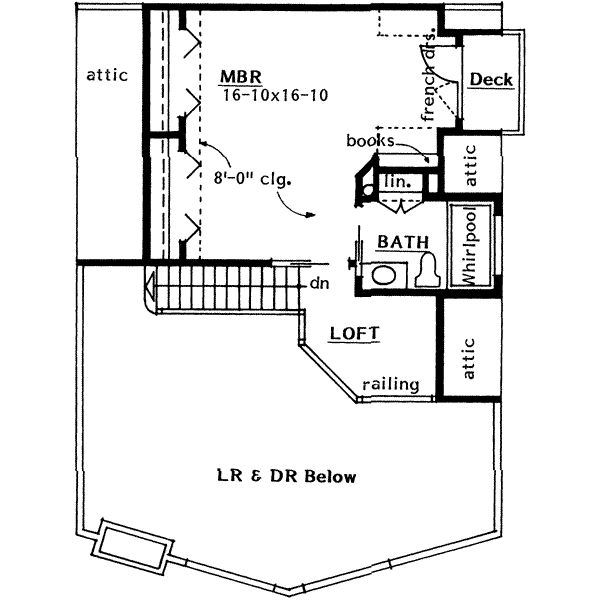 attic
MBR
16-10x16-10
french drs.
Deck
books
attic
8'-0" clg.
lin.
BATH
Whirlpool
dn
LOFT
attic
railing
LR & DR Below